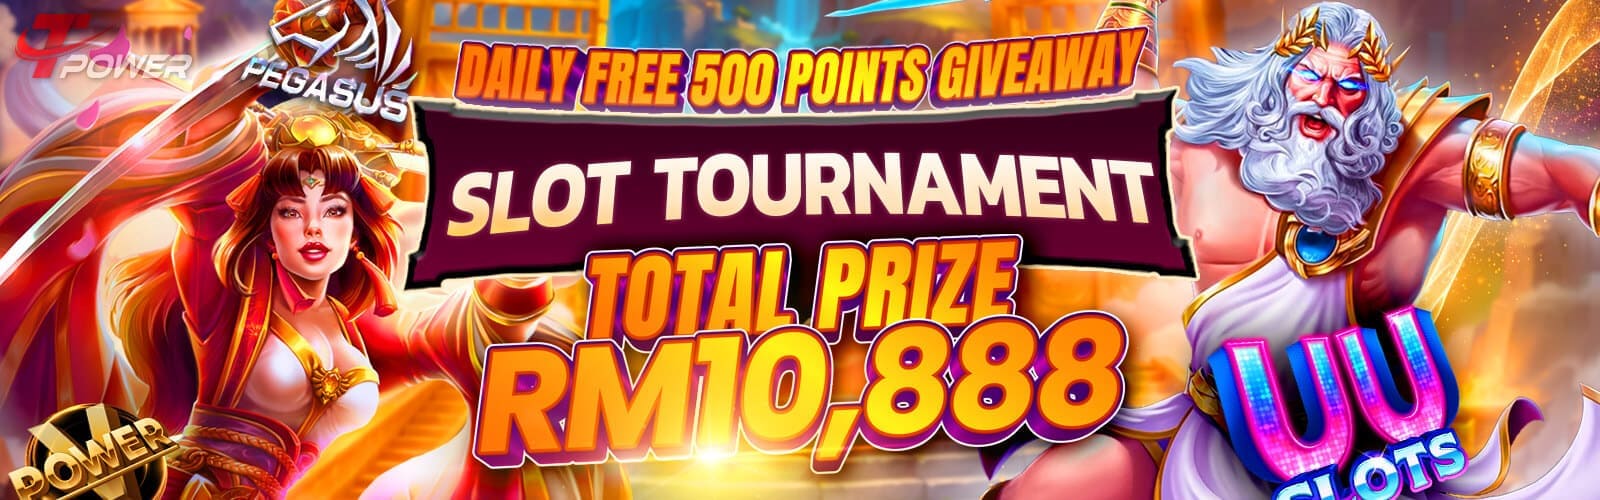 T POWER
PEGASUS
DAILY FREE 500 POINTS GIVEAWAY
SLOT TOURNAMENT
TOTAL PRIZE
RM10,888
V POWER
UU
SLOTS